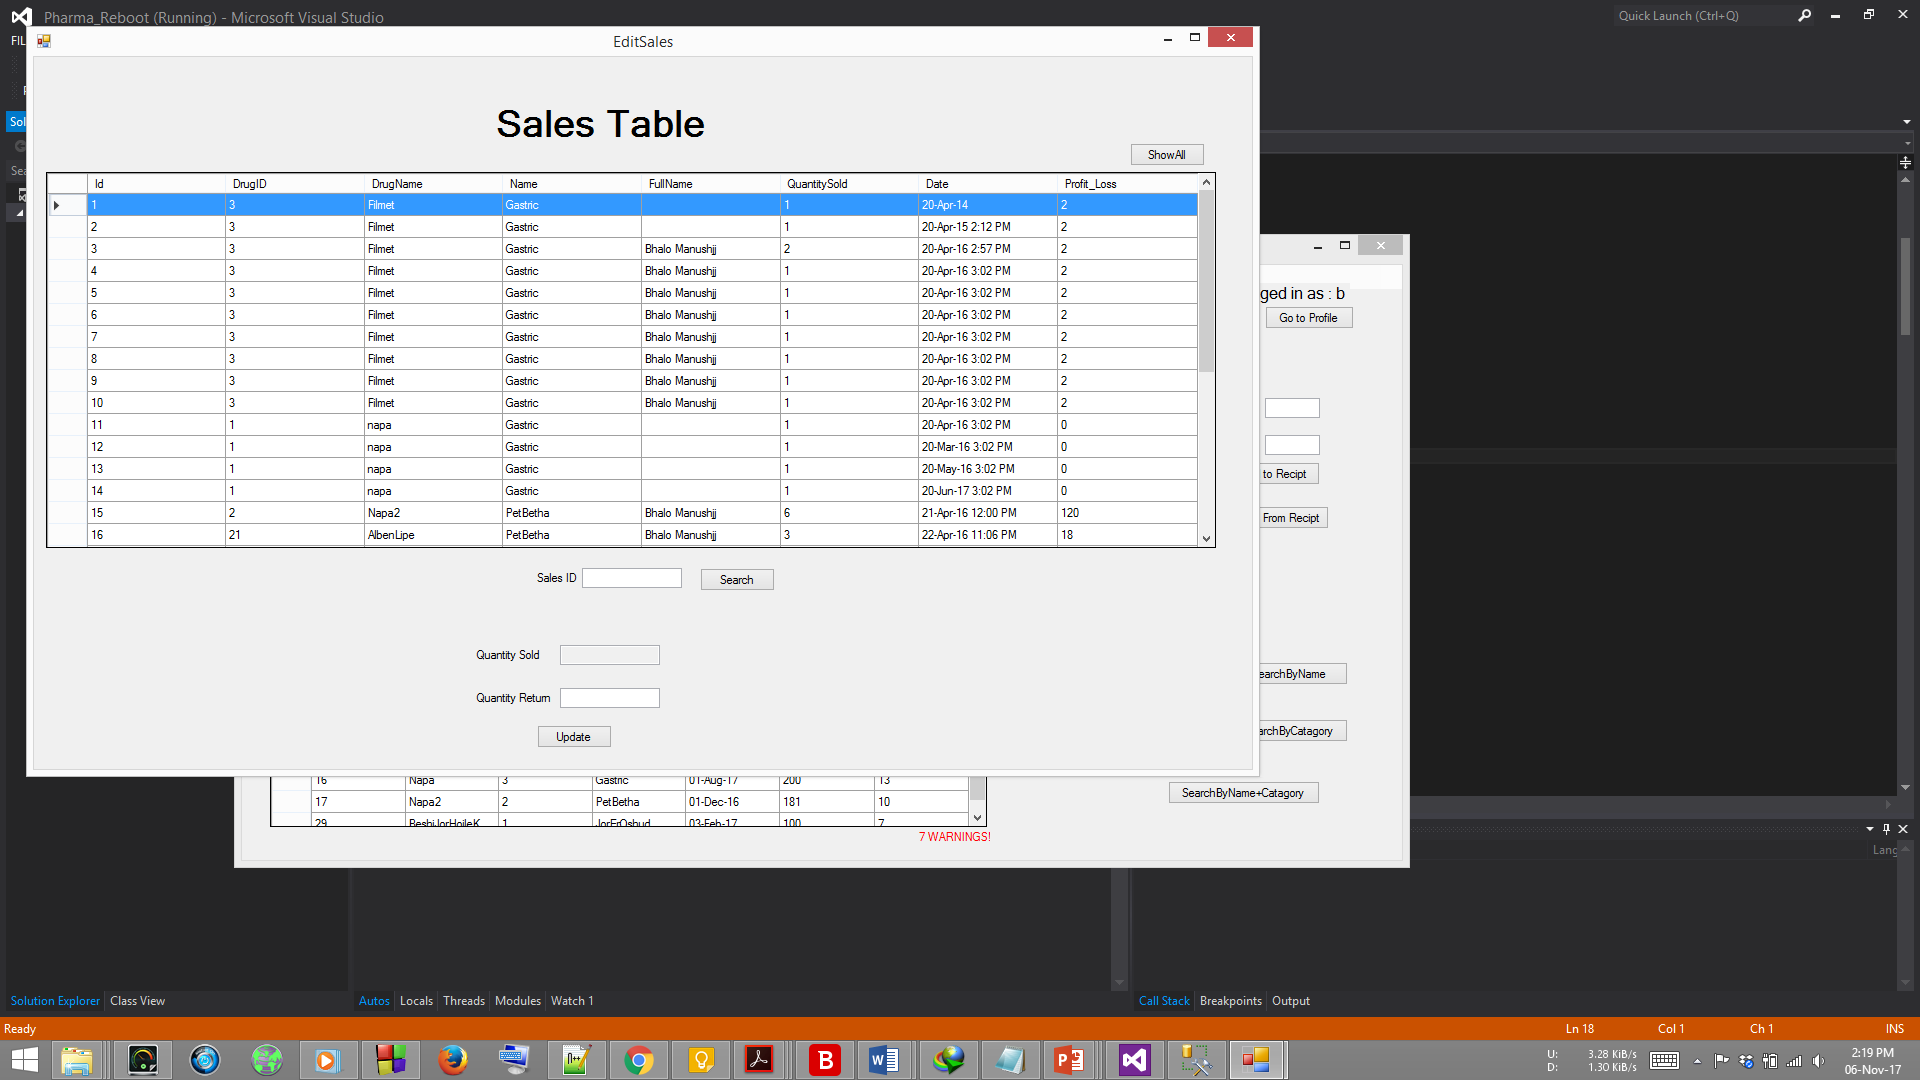 Pharma_Reboot (Running) - Microsoft Visual Studio
Quick Launch (Ctrl+Q)
FIL
EditSales
Sales Table
ShowAll
Id DrugID DrugName Name FullName QuantitySold Date Profit_Loss
1 3 Filmet Gastric 1 20-Apr-14 2
2 3 Filmet Gastric 1 20-Apr-15 2:12 PM 2
3 3 Filmet Gastric Bhalo Manushjj 2 20-Apr-16 2:57 PM 2
4 3 Filmet Gastric Bhalo Manushjj 1 20-Apr-16 3:02 PM 2
5 3 Filmet Gastric Bhalo Manushjj 1 20-Apr-16 3:02 PM 2
6 3 Filmet Gastric Bhalo Manushjj 1 20-Apr-16 3:02 PM 2
7 3 Filmet Gastric Bhalo Manushjj 1 20-Apr-16 3:02 PM 2
8 3 Filmet Gastric Bhalo Manushjj 1 20-Apr-16 3:02 PM 2
9 3 Filmet Gastric Bhalo Manushjj 1 20-Apr-16 3:02 PM 2
10 3 Filmet Gastric Bhalo Manushjj 1 20-Apr-16 3:02 PM 2
11 1 napa Gastric 1 20-Apr-16 3:02 PM 0
12 1 napa Gastric 1 20-Mar-16 3:02 PM 0
13 1 napa Gastric 1 20-May-16 3:02 PM 0
14 1 napa Gastric 1 20-Jun-17 3:02 PM 0
15 2 Napa2 PetBetha Bhalo Manushjj 6 21-Apr-16 12:00 PM 120
16 21 AlbenLipe PetBetha Bhalo Manushjj 3 22-Apr-16 11:06 PM 18
Sales ID
Search
Quantity Sold
Quantity Return
Update
Sol
Sea
ged in as : b
Go to Profile
to Recipt
From Recipt
earchByName
archByCatagory
SearchByName+Catagory
16 Napa 3 Gastric 01-Aug-17 200 13
17 Napa2 2 PetBetha 01-Dec-16 181 10
29 BeshiJorHoileK 1 JorErOshud 03-Feb-17 100 7
7 WARNINGS!
Lang
Solution Explorer Class View
Autos Locals Threads Modules Watch 1
Call Stack Breakpoints Output
Ready
Ln 18 Col 1 Ch 1 INS
U: 3.28 KiB/s
D: 1.30 KiB/s
2:19 PM
06-Nov-17